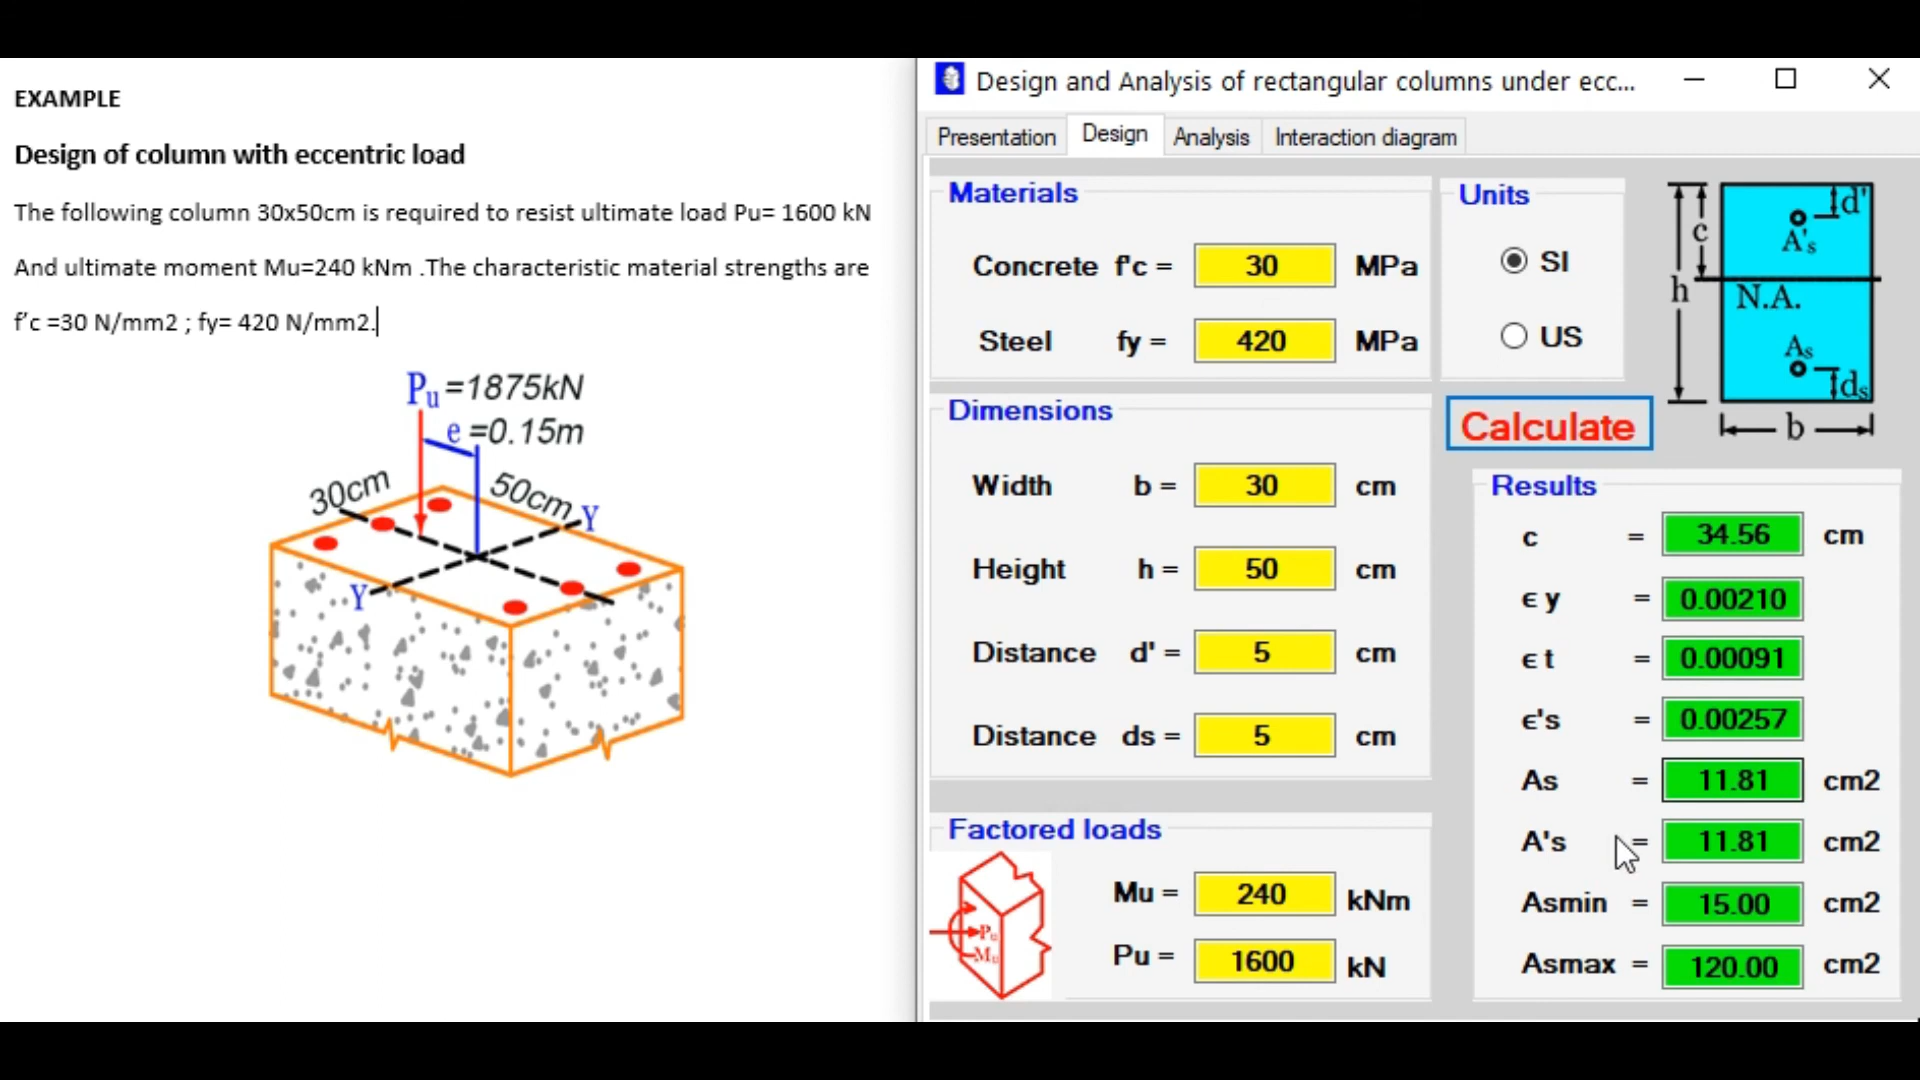 EXAMPLE
Design of column with eccentric load
The following column 30x50cm is required to resist ultimate load Pu= 1600 kN
And ultimate moment Mu=240 kNm .The characteristic material strengths are
f’c =30 N/mm2 ; fy= 420 N/mm2.
Pu =1875kN
e =0.15m
30cm
50cm
Y
Y
Design and Analysis of rectangular columns under ecc...
Presentation Design Analysis Interaction diagram
Materials
Concrete f'c = 30 MPa
Steel fy = 420 MPa
Units
SI
US
d'
c
A's
h
N.A.
As
ds
b
Dimensions
Width b = 30 cm
Height h = 50 cm
Distance d' = 5 cm
Distance ds = 5 cm
Calculate
Factored loads
Pu
Mu
Mu = 240 kNm
Pu = 1600 kN
Results
c = 34.56 cm
ϵ y = 0.00210
ϵ t = 0.00091
ϵ's = 0.00257
As = 11.81 cm2
A's = 11.81 cm2
Asmin = 15.00 cm2
Asmax = 120.00 cm2